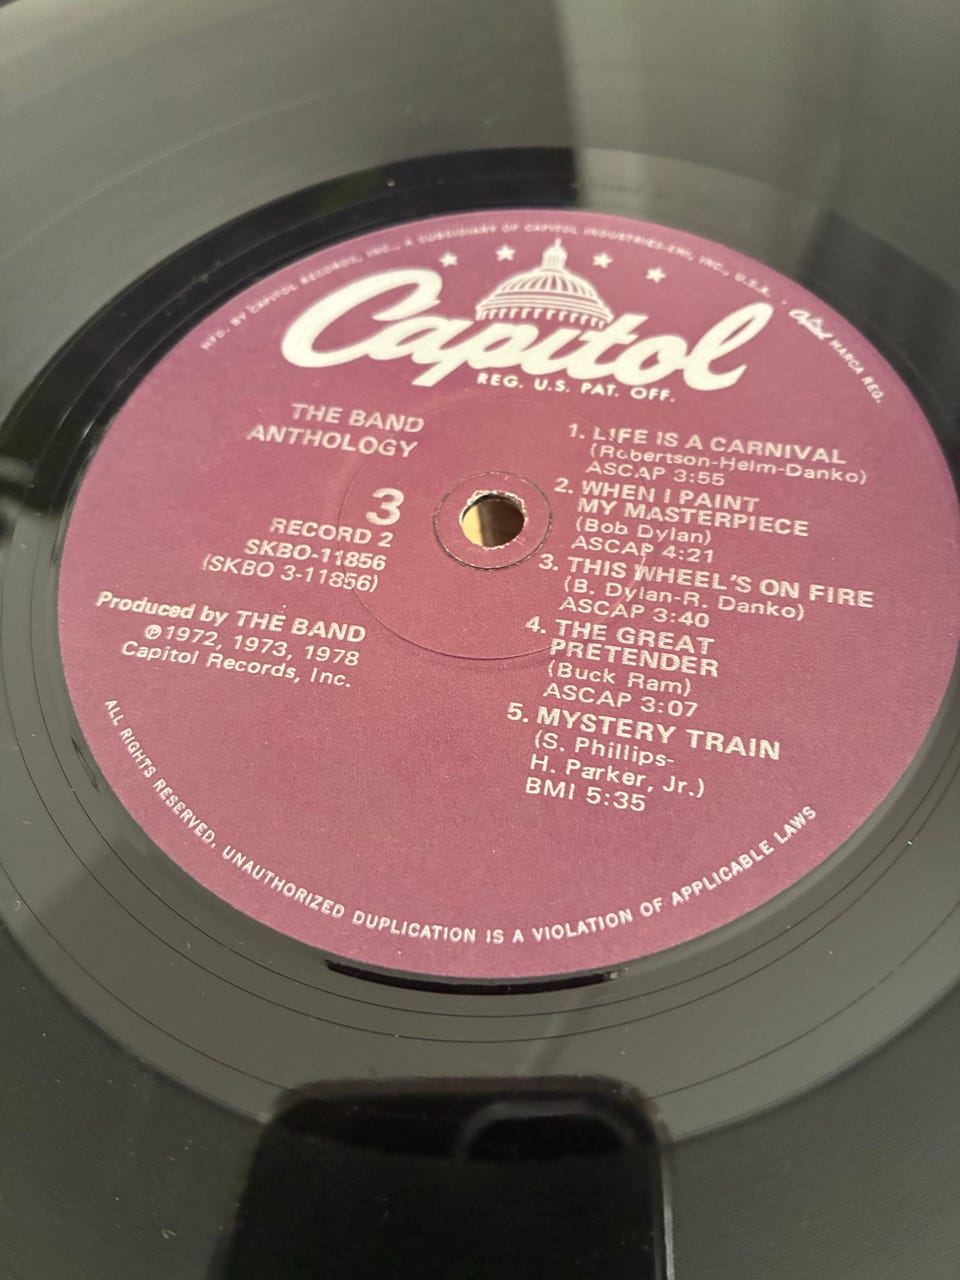 MFD. BY CAPITOL RECORDS, INC., A SUBSIDIARY OF CAPITOL INDUSTRIES-EMI, INC., U.S.A. · Capitol MARCA REG.
Capitol
REG. U.S. PAT. OFF.
THE BAND
ANTHOLOGY
3
RECORD 2
SKBO-11856
(SKBO 3-11856)
Produced by THE BAND
℗1972, 1973, 1978
Capitol Records, Inc.
1. LIFE IS A CARNIVAL
(Robertson-Helm-Danko)
ASCAP 3:55
2. WHEN I PAINT
MY MASTERPIECE
(Bob Dylan)
ASCAP 4:21
3. THIS WHEEL'S ON FIRE
(B. Dylan-R. Danko)
ASCAP 3:40
4. THE GREAT
PRETENDER
(Buck Ram)
ASCAP 3:07
5. MYSTERY TRAIN
(S. Phillips-
H. Parker, Jr.)
BMI 5:35
ALL RIGHTS RESERVED. UNAUTHORIZED DUPLICATION IS A VIOLATION OF APPLICABLE LAWS